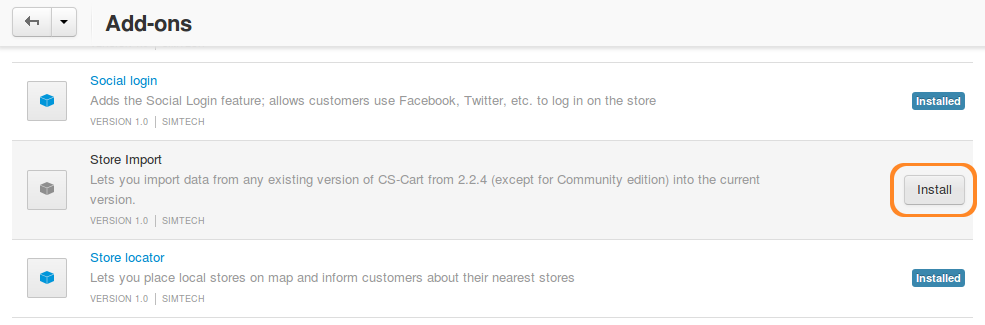 Add-ons
Social login
Adds the Social Login feature; allows customers use Facebook, Twitter, etc. to log in on the store
Installed
VERSION 1.0 | SIMTECH
Store Import
Lets you import data from any existing version of CS-Cart from 2.2.4 (except for Community edition) into the current
version.
Install
VERSION 1.0 | SIMTECH
Store locator
Lets you place local stores on map and inform customers about their nearest stores
Installed
VERSION 1.0 | SIMTECH